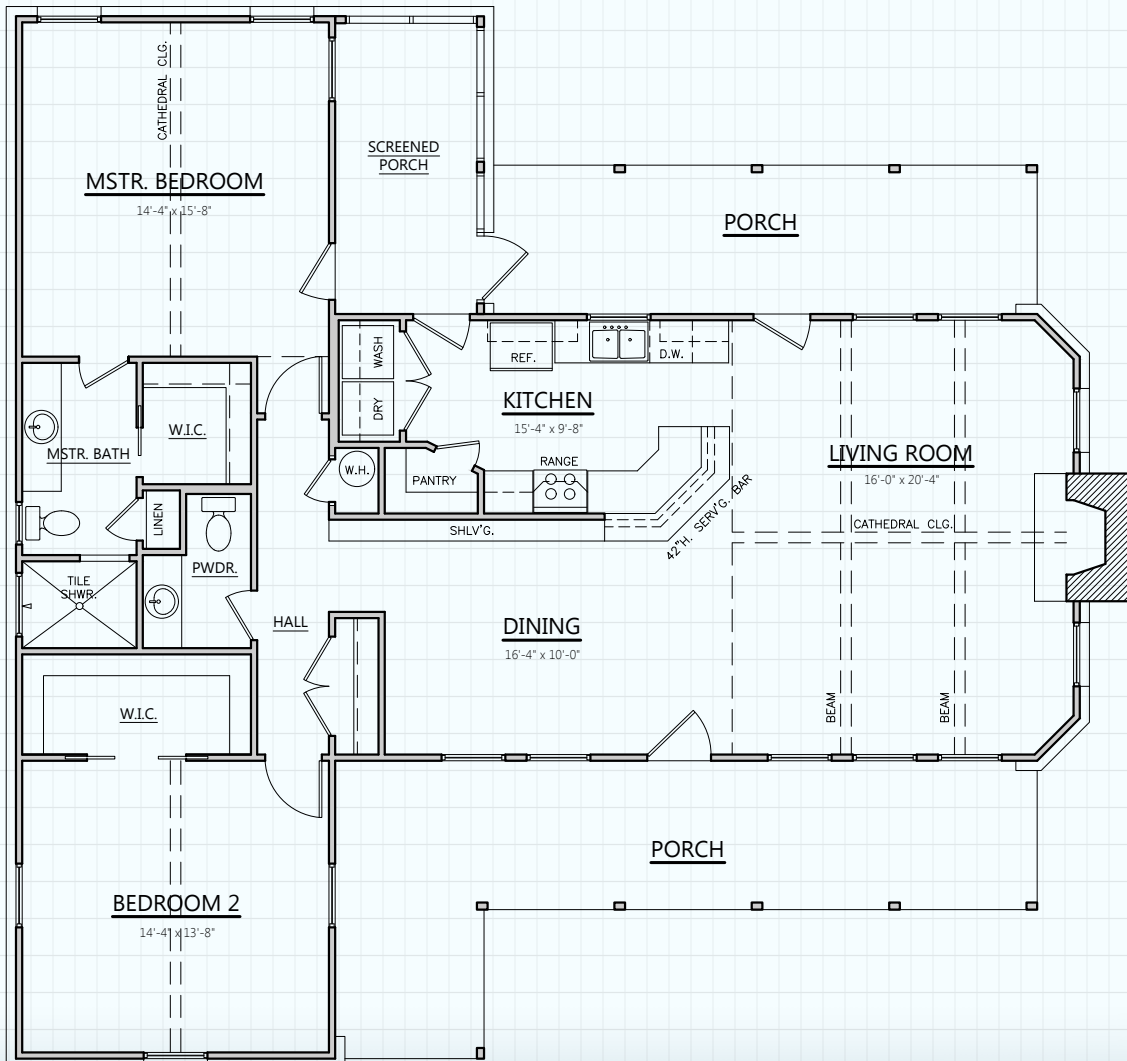 CATHEDRAL CLG.
MSTR. BEDROOM
14'-4" x 15'-8"
SCREENED
PORCH
PORCH
WASH
DRY
REF.
D.W.
KITCHEN
15'-4" x 9'-8"
W.I.C.
MSTR. BATH
W.H.
PANTRY
RANGE
LIVING ROOM
16'-0" x 20'-4"
LINEN
SHLV'G.
42"H. SERV'G. BAR
CATHEDRAL CLG.
PWDR.
TILE
SHWR.
HALL
DINING
16'-4" x 10'-0"
W.I.C.
BEAM
BEAM
PORCH
BEDROOM 2
14'-4" x 13'-8"